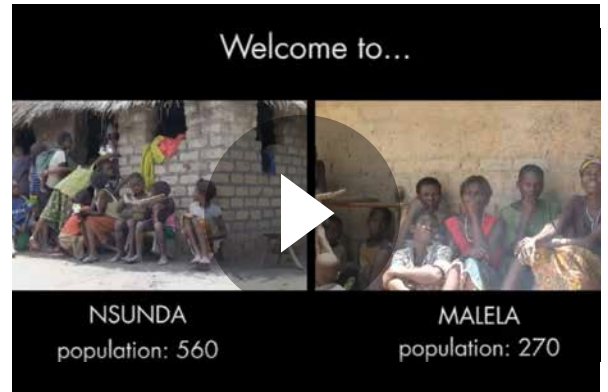 Welcome to...
NSUNDA
population: 560
MALELA
population: 270